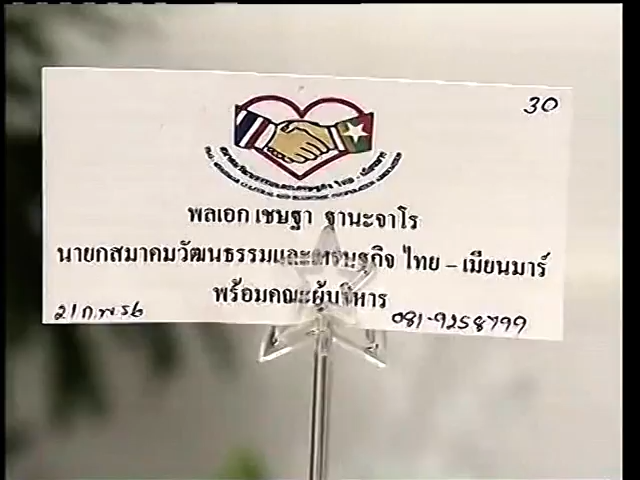 30
พลเอก เชษฐา ฐานะจาโร
นายกสมาคมวัฒนธรรมและเศรษฐกิจ ไทย – เมียนมาร์
พร้อมคณะผู้บริหาร
21 ก.พ. 56
081-9258799